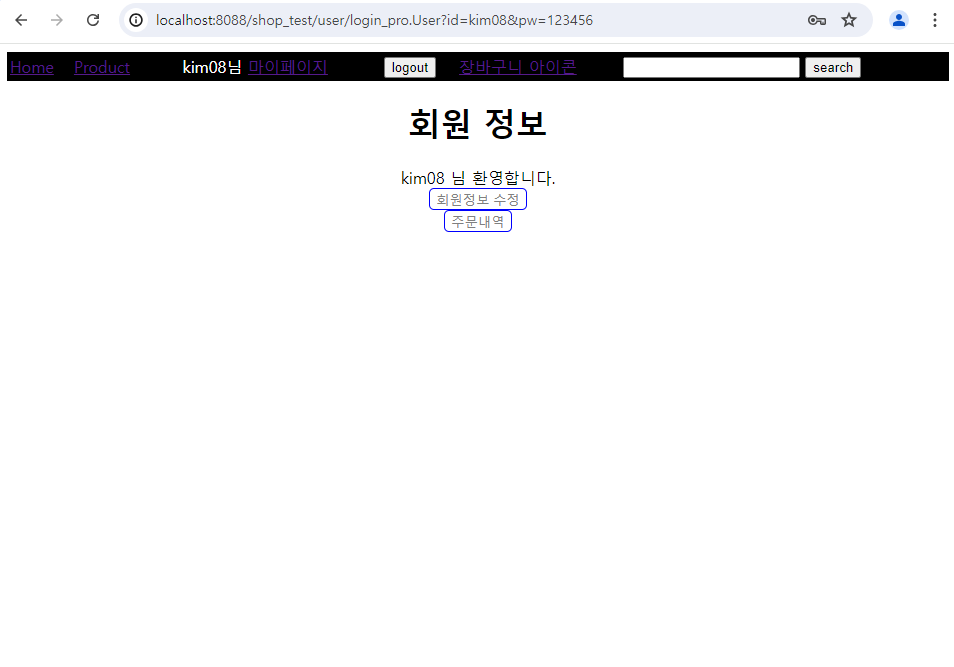 localhost:8088/shop_test/user/login_pro.User?id=kim08&pw=123456
Home Product kim08님 마이페이지 logout 장바구니 아이콘 search
회원 정보
kim08 님 환영합니다.
회원정보 수정
주문내역